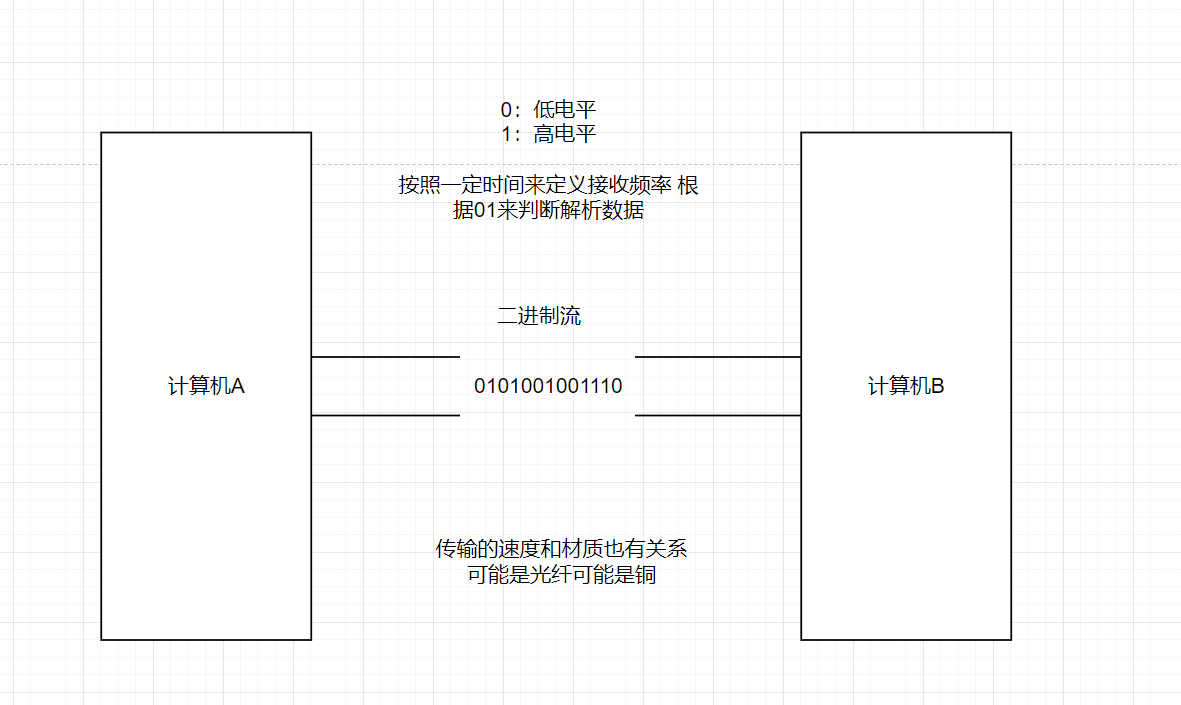 0：低电平
1：高电平
按照一定时间来定义接收频率 根
据01来判断解析数据
二进制流
计算机A
0101001001110
计算机B
传输的速度和材质也有关系
可能是光纤可能是铜